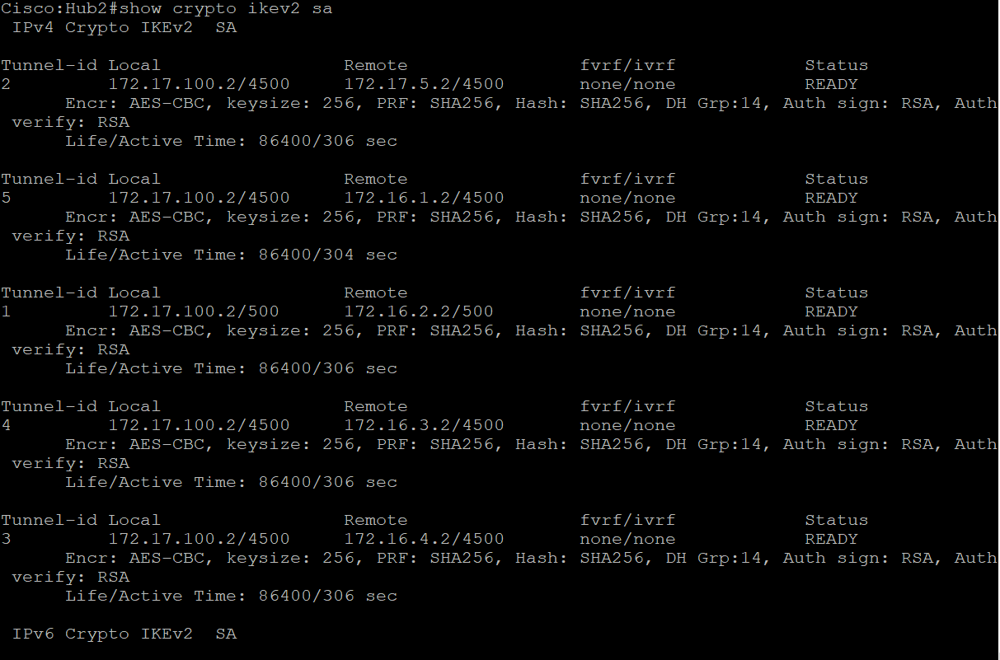 Cisco:Hub2#show crypto ikev2 sa
 IPv4 Crypto IKEv2  SA

Tunnel-id Local                 Remote                fvrf/ivrf            Status
2         172.17.100.2/4500     172.17.5.2/4500       none/none            READY
      Encr: AES-CBC, keysize: 256, PRF: SHA256, Hash: SHA256, DH Grp:14, Auth sign: RSA, Auth
 verify: RSA
      Life/Active Time: 86400/306 sec

Tunnel-id Local                 Remote                fvrf/ivrf            Status
5         172.17.100.2/4500     172.16.1.2/4500       none/none            READY
      Encr: AES-CBC, keysize: 256, PRF: SHA256, Hash: SHA256, DH Grp:14, Auth sign: RSA, Auth
 verify: RSA
      Life/Active Time: 86400/304 sec

Tunnel-id Local                 Remote                fvrf/ivrf            Status
1         172.17.100.2/500      172.16.2.2/500        none/none            READY
      Encr: AES-CBC, keysize: 256, PRF: SHA256, Hash: SHA256, DH Grp:14, Auth sign: RSA, Auth
 verify: RSA
      Life/Active Time: 86400/306 sec

Tunnel-id Local                 Remote                fvrf/ivrf            Status
4         172.17.100.2/4500     172.16.3.2/4500       none/none            READY
      Encr: AES-CBC, keysize: 256, PRF: SHA256, Hash: SHA256, DH Grp:14, Auth sign: RSA, Auth
 verify: RSA
      Life/Active Time: 86400/306 sec

Tunnel-id Local                 Remote                fvrf/ivrf            Status
3         172.17.100.2/4500     172.16.4.2/4500       none/none            READY
      Encr: AES-CBC, keysize: 256, PRF: SHA256, Hash: SHA256, DH Grp:14, Auth sign: RSA, Auth
 verify: RSA
      Life/Active Time: 86400/306 sec

 IPv6 Crypto IKEv2  SA